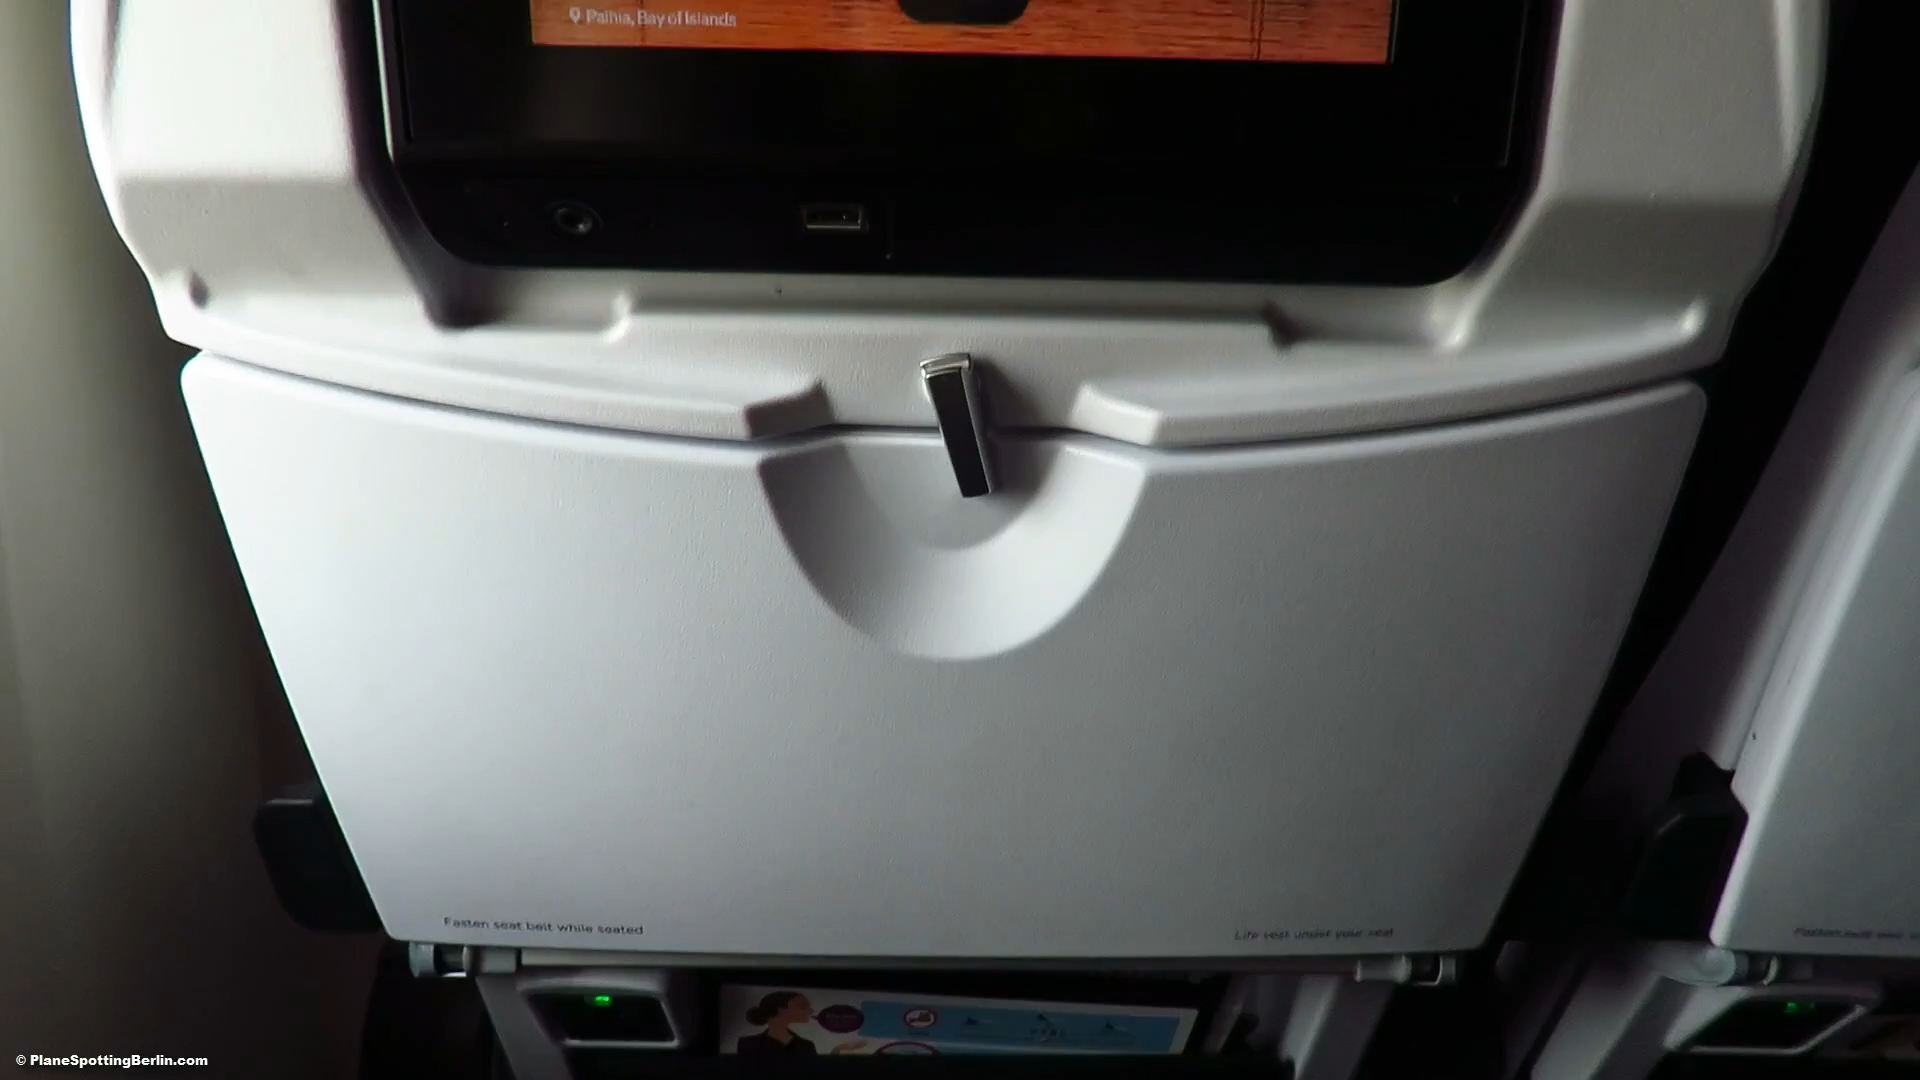 Paihia, Bay of Islands
Fasten seat belt while seated
Life vest under your seat
© PlaneSpottingBerlin.com